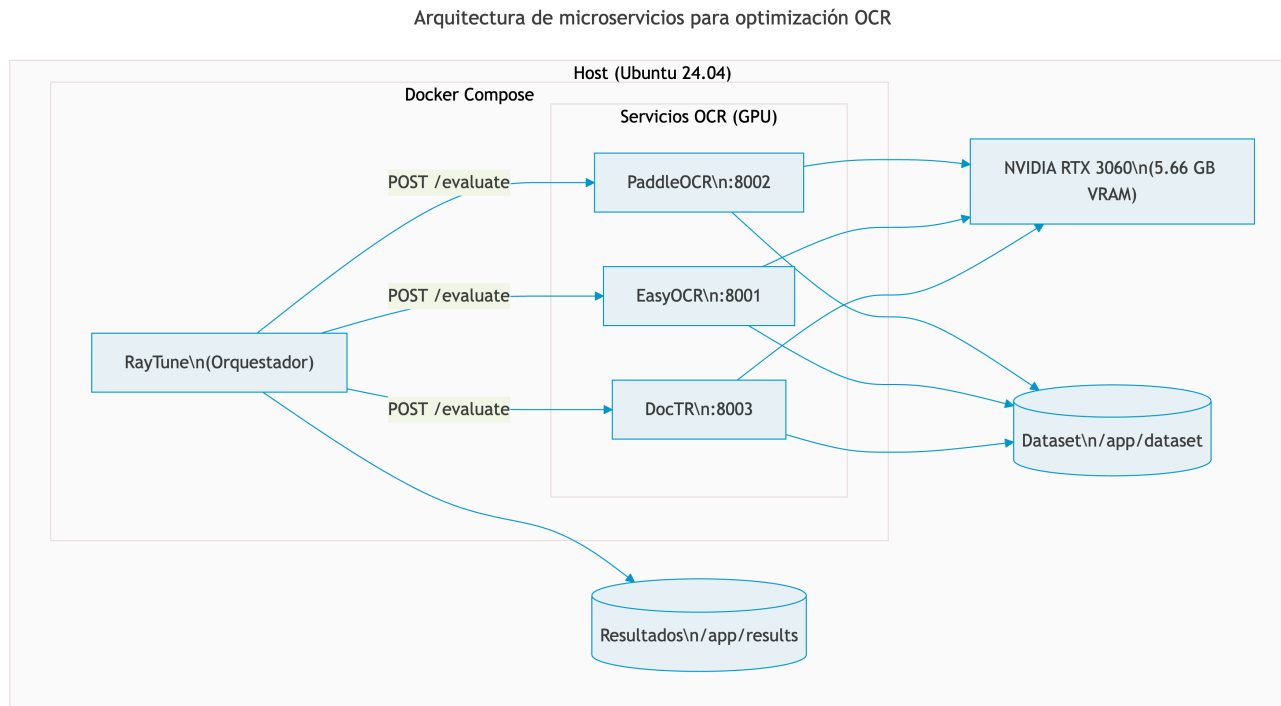 Arquitectura de microservicios para optimización OCR
Host (Ubuntu 24.04)
Docker Compose
Servicios OCR (GPU)
POST /evaluate
PaddleOCR\n:8002
NVIDIA RTX 3060\n(5.66 GB
VRAM)
POST /evaluate
EasyOCR\n:8001
RayTune\n(Orquestador)
POST /evaluate
DocTR\n:8003
Dataset\n/app/dataset
Resultados\n/app/results